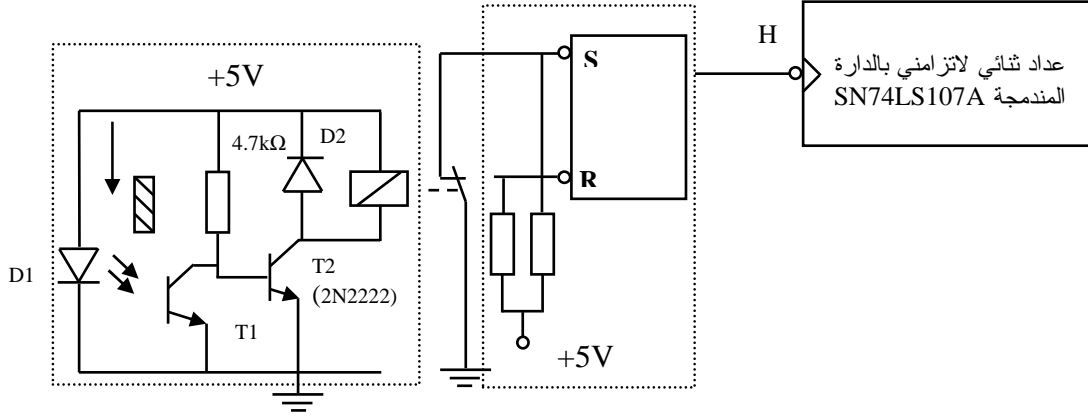 H
عداد ثنائي لاتزامني بالدارة
المندمجة SN74LS107A
S
R
+5V
+5V
4.7kΩ
D2
D1
T1
T2
(2N2222)